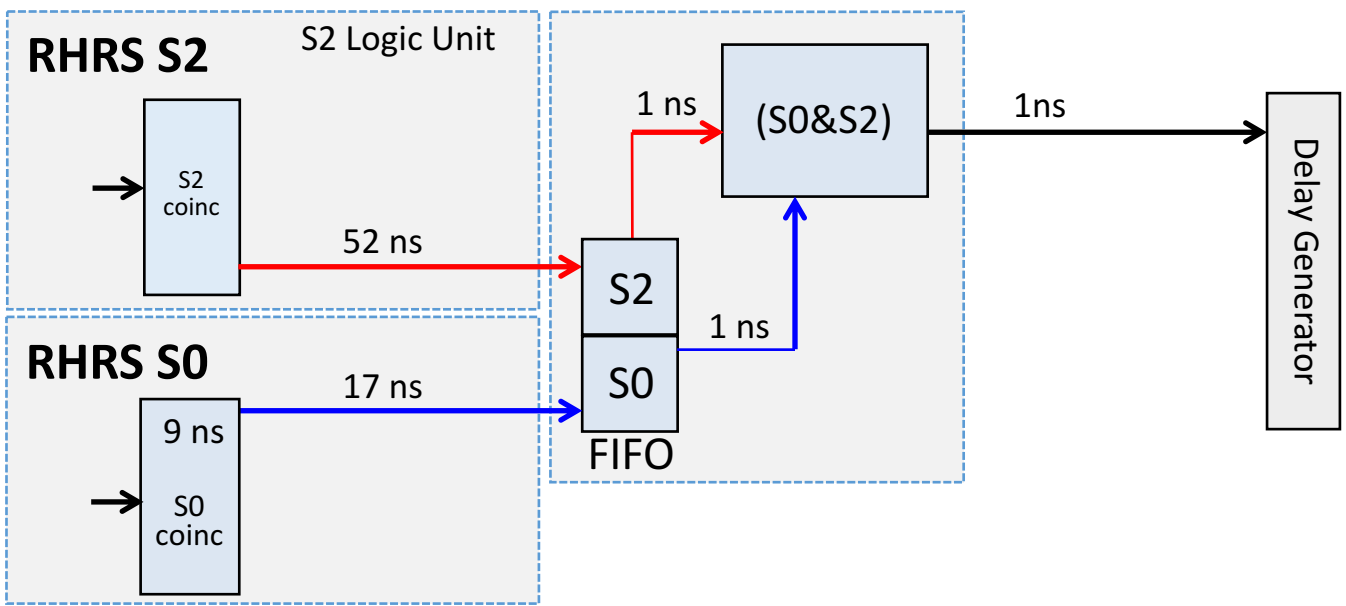 RHRS S2
S2 Logic Unit
S2
coinc
52 ns
RHRS S0
17 ns
9 ns
S0
coinc
1 ns
(S0&S2)
S2
1 ns
S0
FIFO
1ns
Delay Generator